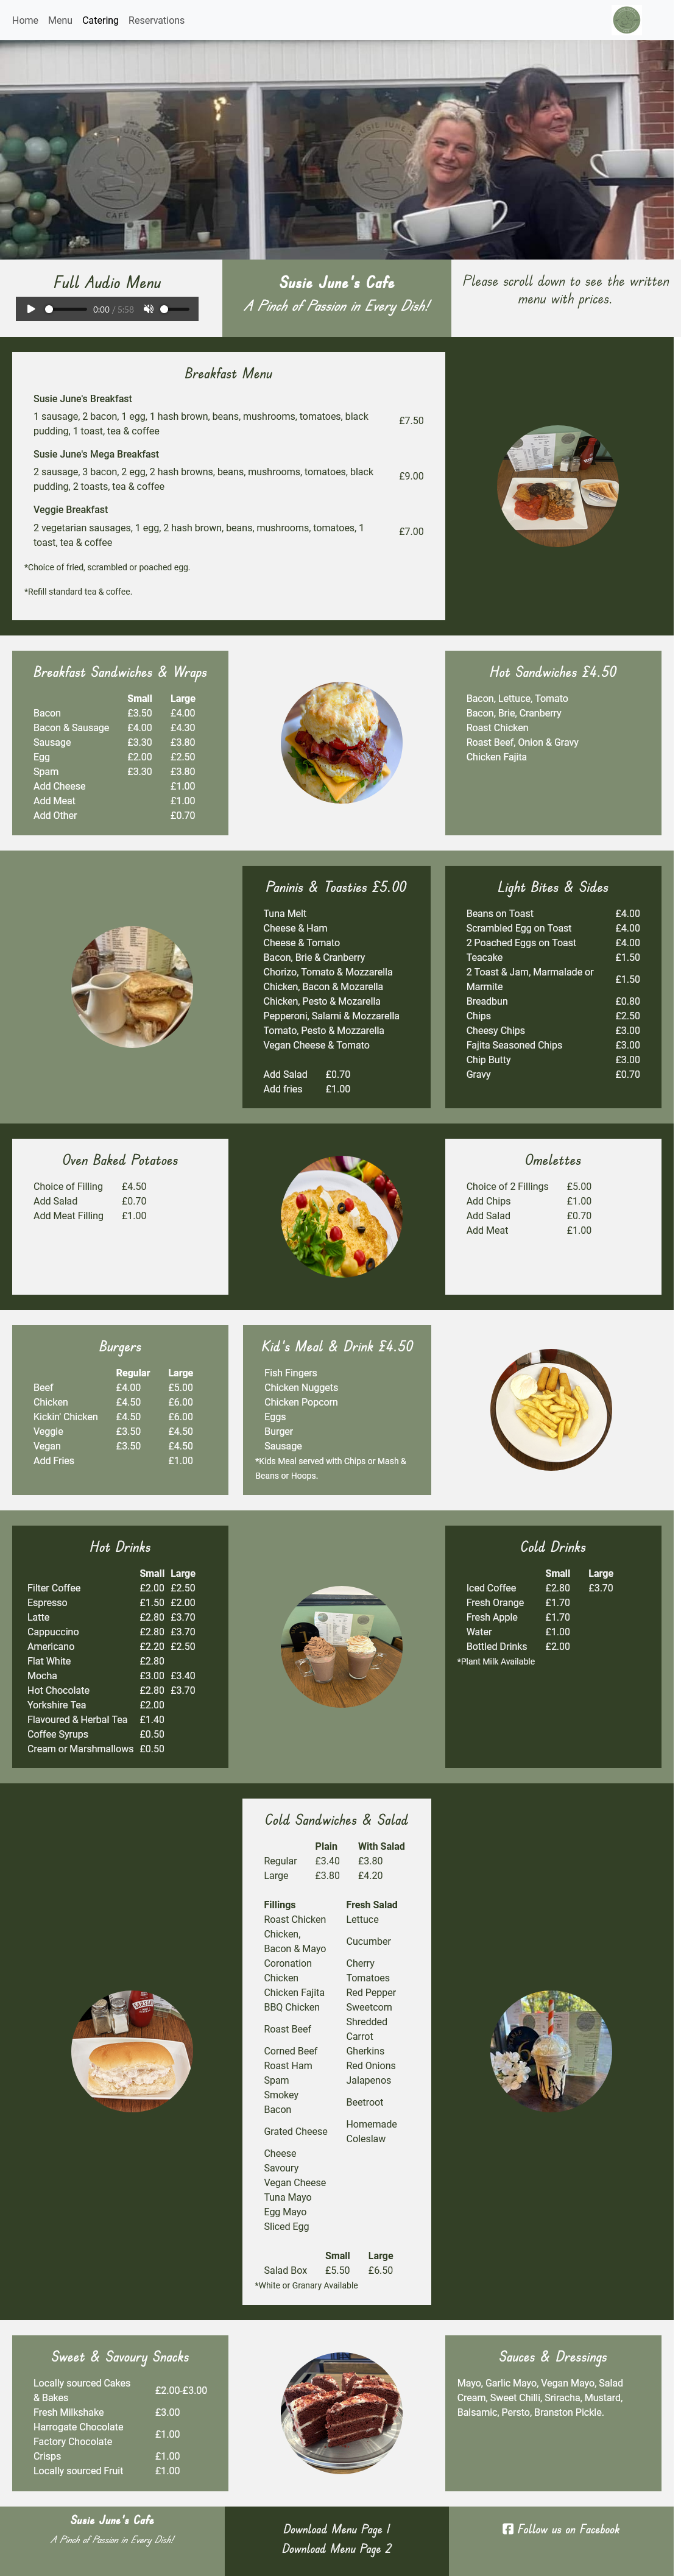 Home Menu Catering Reservations
SUSIE JUNE'S
CAFÉ
Full Audio Menu
0:00 / 5:58
Susie June's Cafe
A Pinch of Passion in Every Dish!
Please scroll down to see the written
menu with prices.
Breakfast Menu
Susie June's Breakfast
1 sausage, 2 bacon, 1 egg, 1 hash brown, beans, mushrooms, tomatoes, black
pudding, 1 toast, tea & coffee
£7.50
Susie June's Mega Breakfast
2 sausage, 3 bacon, 2 egg, 2 hash browns, beans, mushrooms, tomatoes, black
pudding, 2 toasts, tea & coffee
£9.00
Veggie Breakfast
2 vegetarian sausages, 1 egg, 2 hash brown, beans, mushrooms, tomatoes, 1
toast, tea & coffee
£7.00
*Choice of fried, scrambled or poached egg.
*Refill standard tea & coffee.
Breakfast Sandwiches & Wraps
Small Large
Bacon £3.50 £4.00
Bacon & Sausage £4.00 £4.30
Sausage £3.30 £3.80
Egg £2.00 £2.50
Spam £3.30 £3.80
Add Cheese £1.00
Add Meat £1.00
Add Other £0.70
Hot Sandwiches £4.50
Bacon, Lettuce, Tomato
Bacon, Brie, Cranberry
Roast Chicken
Roast Beef, Onion & Gravy
Chicken Fajita
Paninis & Toasties £5.00
Tuna Melt
Cheese & Ham
Cheese & Tomato
Bacon, Brie & Cranberry
Chorizo, Tomato & Mozzarella
Chicken, Bacon & Mozarella
Chicken, Pesto & Mozarella
Pepperoni, Salami & Mozzarella
Tomato, Pesto & Mozzarella
Vegan Cheese & Tomato
Add Salad £0.70
Add fries £1.00
Light Bites & Sides
Beans on Toast £4.00
Scrambled Egg on Toast £4.00
2 Poached Eggs on Toast £4.00
Teacake £1.50
2 Toast & Jam, Marmalade or
Marmite
£1.50
Breadbun £0.80
Chips £2.50
Cheesy Chips £3.00
Fajita Seasoned Chips £3.00
Chip Butty £3.00
Gravy £0.70
Oven Baked Potatoes
Choice of Filling £4.50
Add Salad £0.70
Add Meat Filling £1.00
Omelettes
Choice of 2 Fillings £5.00
Add Chips £1.00
Add Salad £0.70
Add Meat £1.00
Burgers
Regular Large
Beef £4.00 £5.00
Chicken £4.50 £6.00
Kickin' Chicken £4.50 £6.00
Veggie £3.50 £4.50
Vegan £3.50 £4.50
Add Fries £1.00
Kid's Meal & Drink £4.50
Fish Fingers
Chicken Nuggets
Chicken Popcorn
Eggs
Burger
Sausage
*Kids Meal served with Chips or Mash &
Beans or Hoops.
Hot Drinks
Small Large
Filter Coffee £2.00 £2.50
Espresso £1.50 £2.00
Latte £2.80 £3.70
Cappuccino £2.80 £3.70
Americano £2.20 £2.50
Flat White £2.80
Mocha £3.00 £3.40
Hot Chocolate £2.80 £3.70
Yorkshire Tea £2.00
Flavoured & Herbal Tea £1.40
Coffee Syrups £0.50
Cream or Marshmallows £0.50
Cold Drinks
Small Large
Iced Coffee £2.80 £3.70
Fresh Orange £1.70
Fresh Apple £1.70
Water £1.00
Bottled Drinks £2.00
*Plant Milk Available
Cold Sandwiches & Salad
Plain With Salad
Regular £3.40 £3.80
Large £3.80 £4.20
Fillings Fresh Salad
Roast Chicken Lettuce
Chicken,
Bacon & Mayo
Cucumber
Coronation
Chicken
Cherry
Tomatoes
Chicken Fajita Red Pepper
BBQ Chicken Sweetcorn
Roast Beef
Shredded
Carrot
Corned Beef Gherkins
Roast Ham Red Onions
Spam Jalapenos
Smokey
Bacon
Beetroot
Grated Cheese
Homemade
Coleslaw
Cheese
Savoury
Vegan Cheese
Tuna Mayo
Egg Mayo
Sliced Egg
Small Large
Salad Box £5.50 £6.50
*White or Granary Available
Sweet & Savoury Snacks
Locally sourced Cakes
& Bakes
£2.00-£3.00
Fresh Milkshake £3.00
Harrogate Chocolate
Factory Chocolate
£1.00
Crisps £1.00
Locally sourced Fruit £1.00
Sauces & Dressings
Mayo, Garlic Mayo, Vegan Mayo, Salad
Cream, Sweet Chilli, Sriracha, Mustard,
Balsamic, Persto, Branston Pickle.
Susie June's Cafe
A Pinch of Passion in Every Dish!
Download Menu Page 1
Download Menu Page 2
Follow us on Facebook